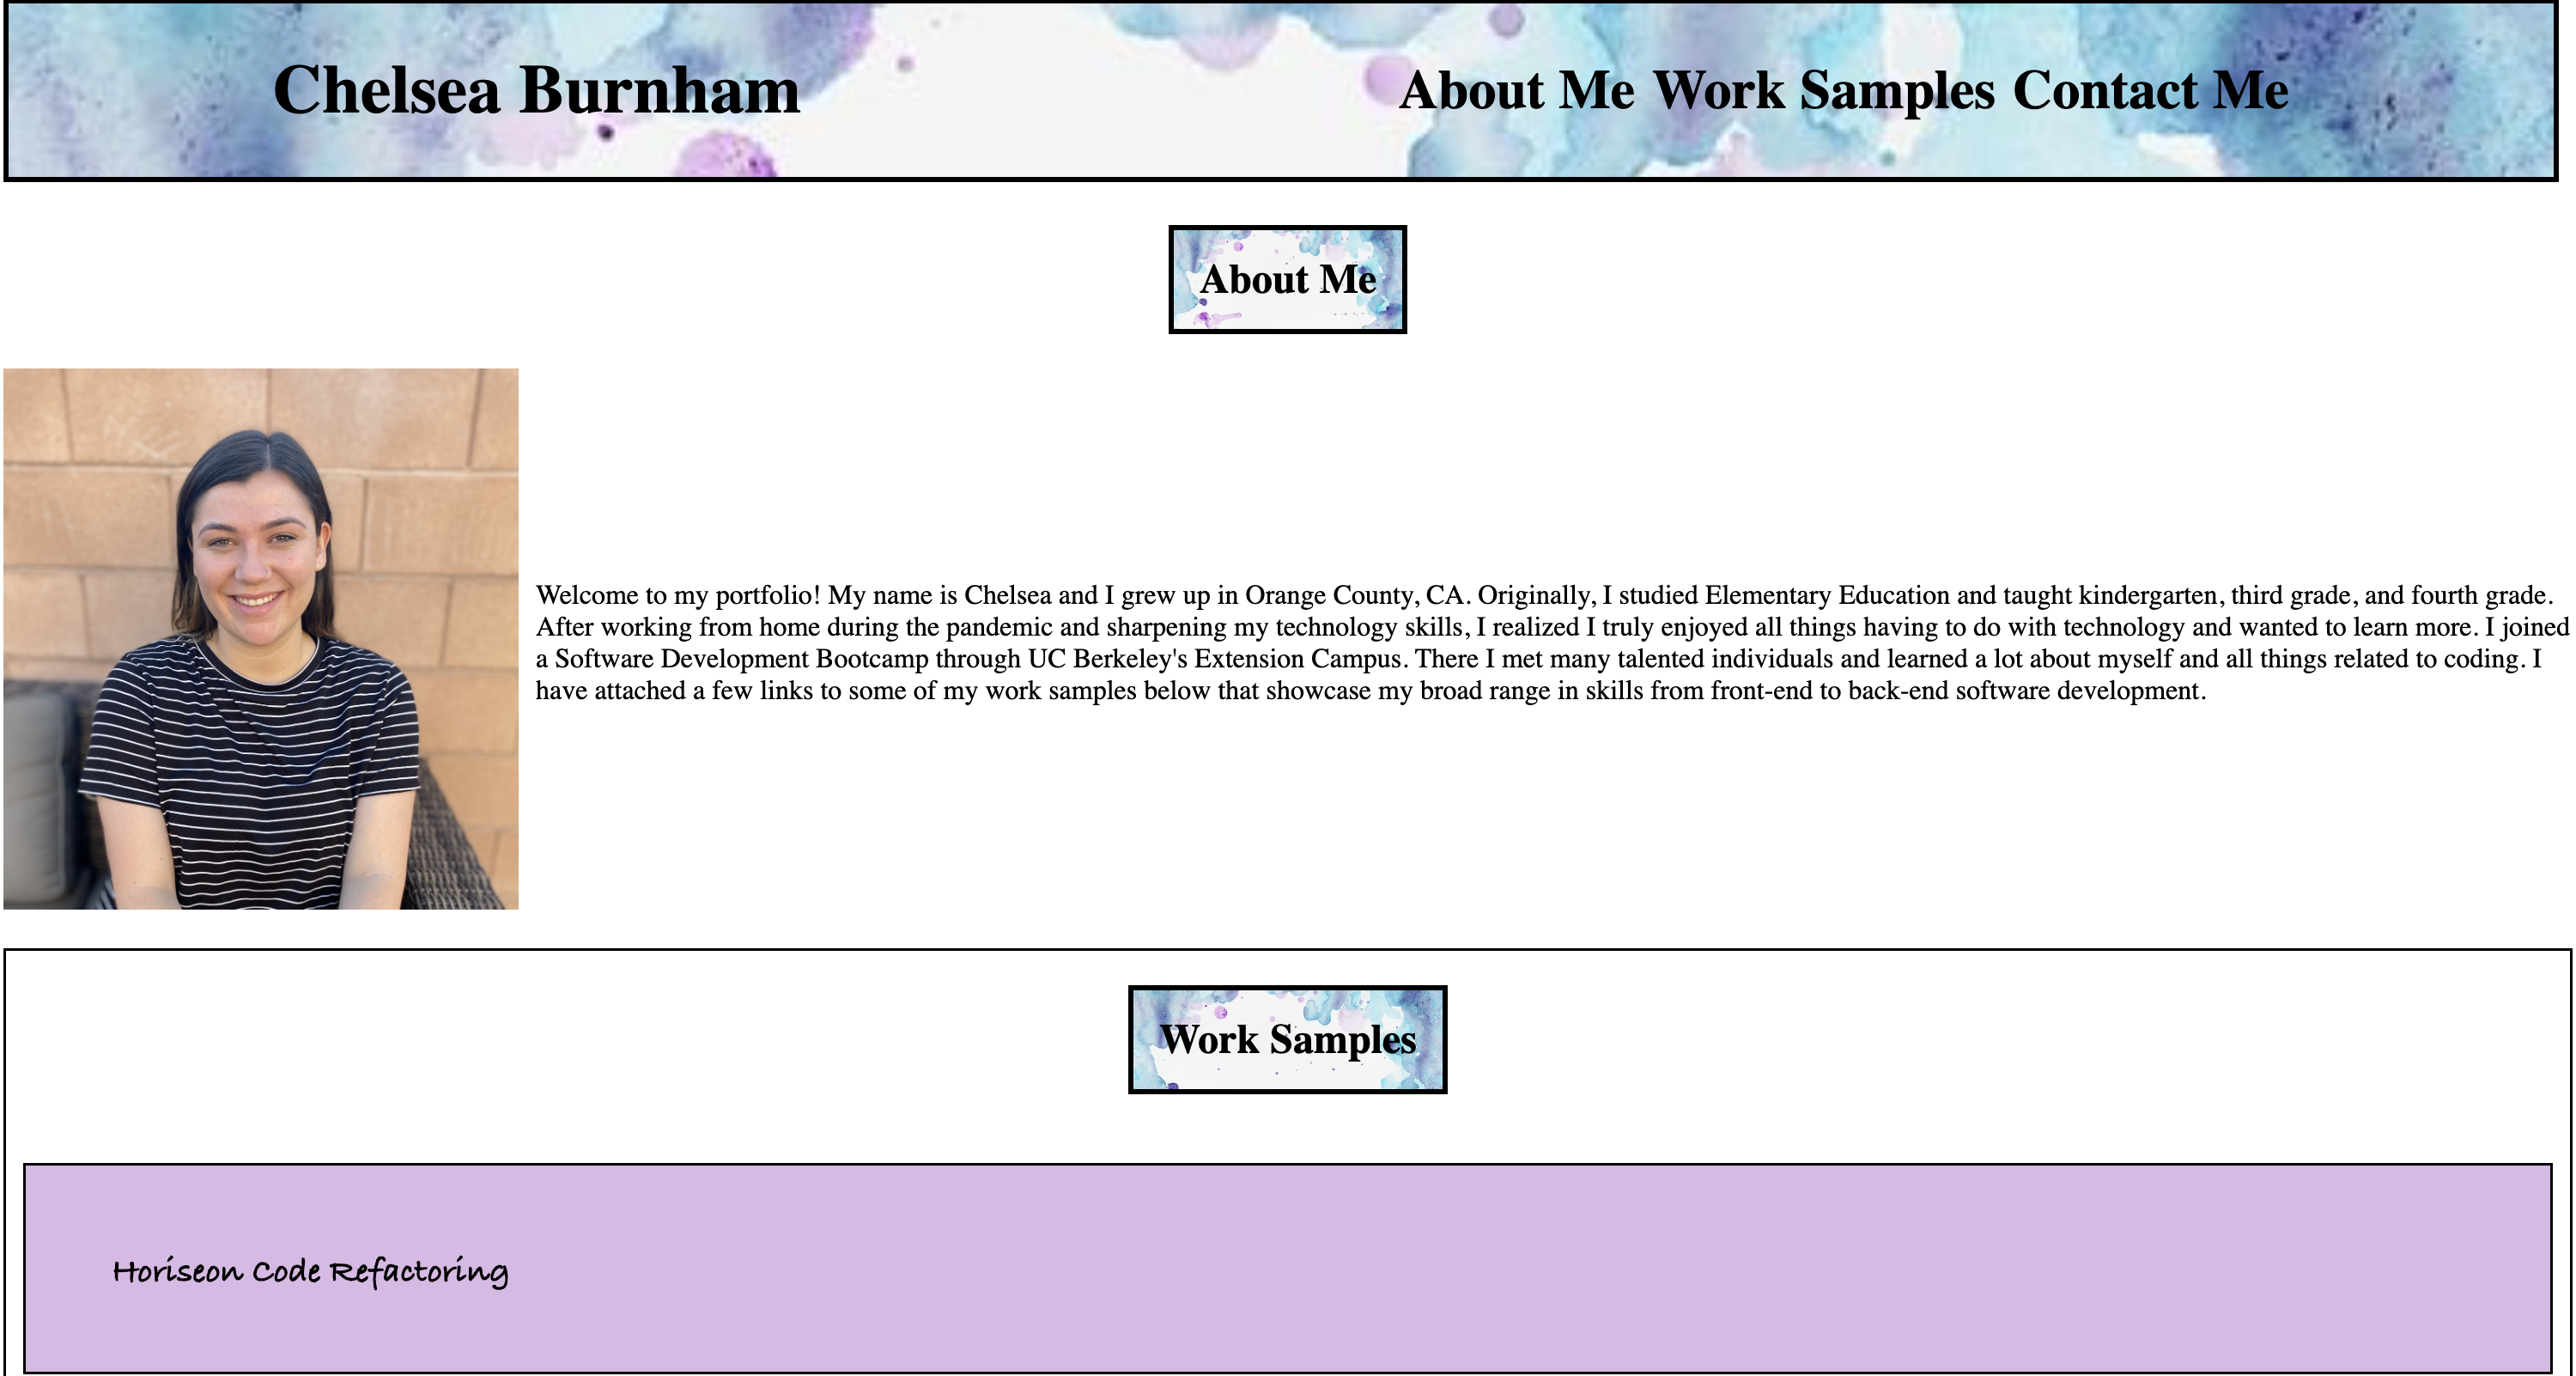 Chelsea Burnham
About Me Work Samples Contact Me
About Me
Welcome to my portfolio! My name is Chelsea and I grew up in Orange County, CA. Originally, I studied Elementary Education and taught kindergarten, third grade, and fourth grade.
After working from home during the pandemic and sharpening my technology skills, I realized I truly enjoyed all things having to do with technology and wanted to learn more. I joined
a Software Development Bootcamp through UC Berkeley's Extension Campus. There I met many talented individuals and learned a lot about myself and all things related to coding. I
have attached a few links to some of my work samples below that showcase my broad range in skills from front-end to back-end software development.
Work Samples
Horiseon Code Refactoring